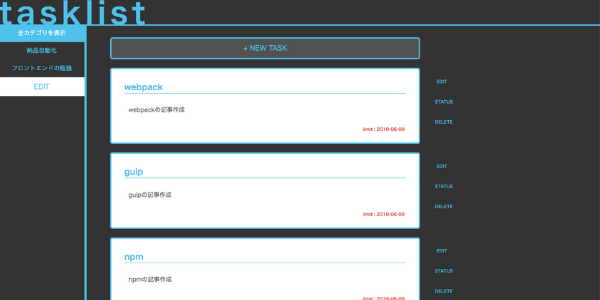 tasklist
全カテゴリを表示
納品自動化
フロントエンドの勉強
EDIT
+ NEW TASK
webpack
webpackの記事作成
limit : 2019-06-09
EDIT
STATUS
DELETE
gulp
gulpの記事作成
limit : 2019-06-09
EDIT
STATUS
DELETE
npm
npmの記事作成
limit : 2019-06-09
EDIT
STATUS
DELETE